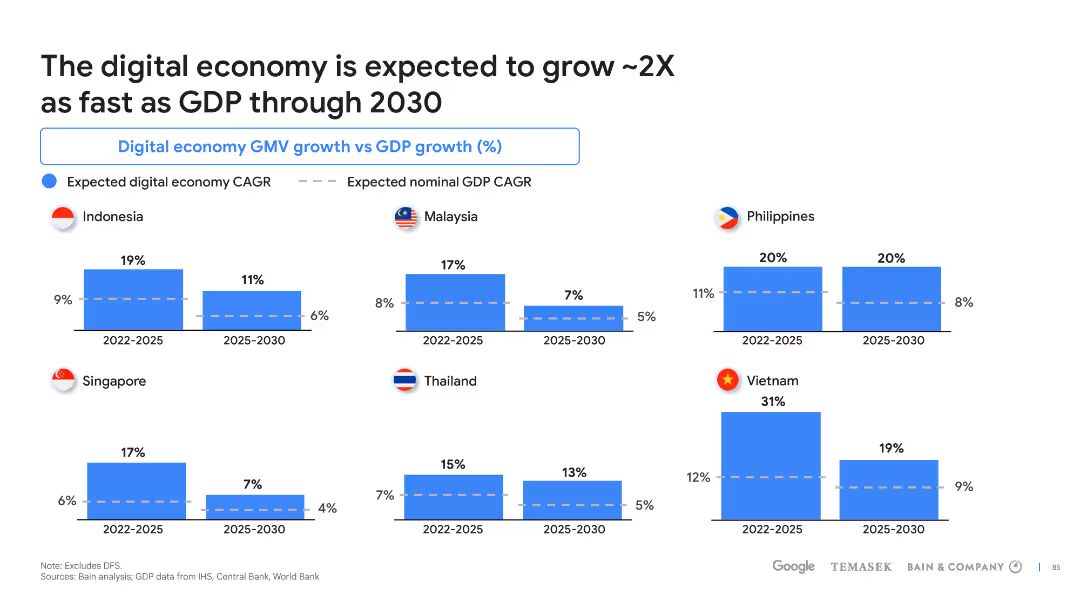 The digital economy is expected to grow ~2X
as fast as GDP through 2030
Digital economy GMV growth vs GDP growth (%)
Expected digital economy CAGR
Expected nominal GDP CAGR
Indonesia
19%
11%
9%
6%
2022-2025
2025-2030
Malaysia
17%
7%
8%
5%
2022-2025
2025-2030
Philippines
20%
20%
11%
8%
2022-2025
2025-2030
Singapore
17%
7%
6%
4%
2022-2025
2025-2030
Thailand
15%
13%
7%
5%
2022-2025
2025-2030
Vietnam
31%
19%
12%
9%
2022-2025
2025-2030
Note: Excludes DFS.
Sources: Bain analysis; GDP data from IHS, Central Bank, World Bank
Google TEMASEK BAIN & COMPANY | 85